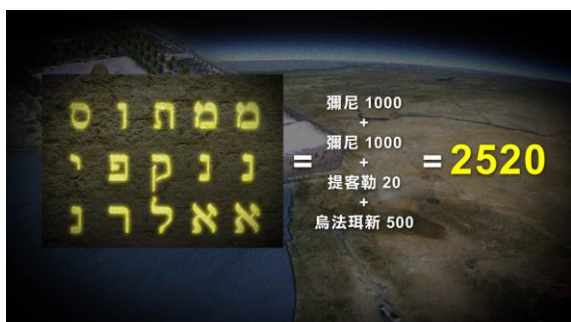 ממתוס
ננקפי
אאלרנ
=
彌尼 1000
+
彌尼 1000
+
提客勒 20
+
烏法珥新 500
= 2520